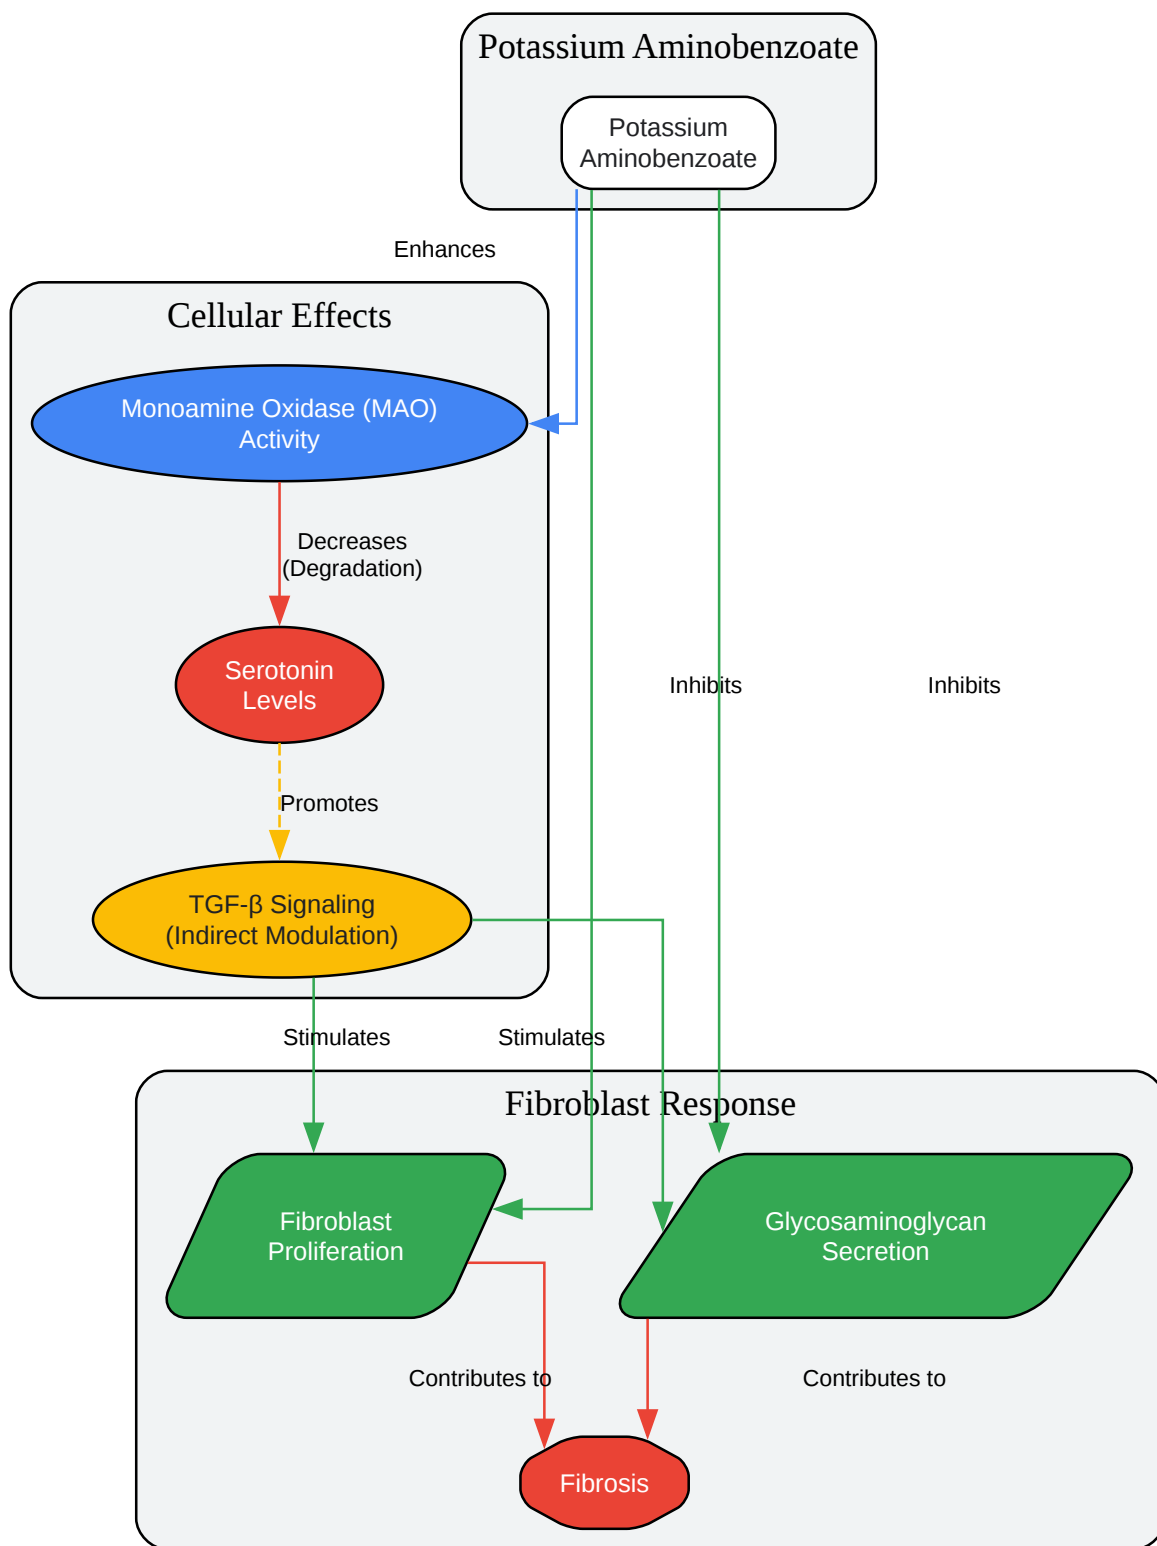 Potassium Aminobenzoate
Potassium
Aminobenzoate
Enhances
Cellular Effects
Monoamine Oxidase (MAO)
Activity
Decreases
(Degradation)
Serotonin
Levels
Inhibits
Inhibits
Promotes
TGF-β Signaling
(Indirect Modulation)
Stimulates
Stimulates
Fibroblast Response
Fibroblast
Proliferation
Glycosaminoglycan
Secretion
Contributes to
Contributes to
Fibrosis